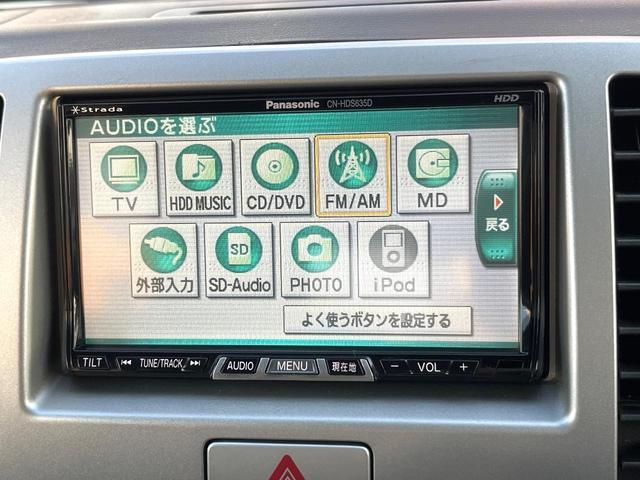 Strada Panasonic CN-HDS635D HDD
AUDIOを選ぶ
TV HDD MUSIC CD/DVD FM/AM MD
戻る
SD
外部入力 SD-Audio PHOTO iPod
よく使うボタンを設定する
TILT TUNE/TRACK AUDIO MENU 現在地 − VOL +